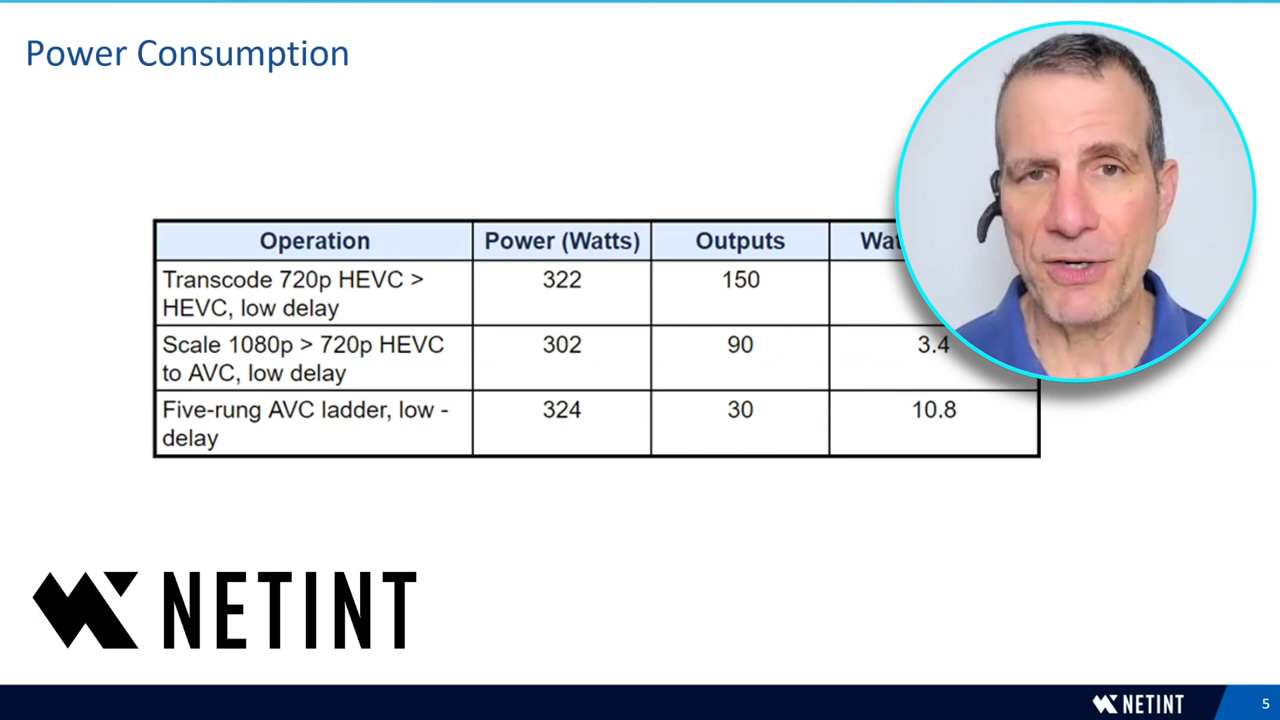 Power Consumption
Operation Power (Watts) Outputs
Transcode 720p HEVC > 322 150
HEVC, low delay
Scale 1080p > 720p HEVC 302 90 3.4
to AVC, low delay
Five-rung AVC ladder, low - 324 30 10.8
delay
NETINT
NETINT 5